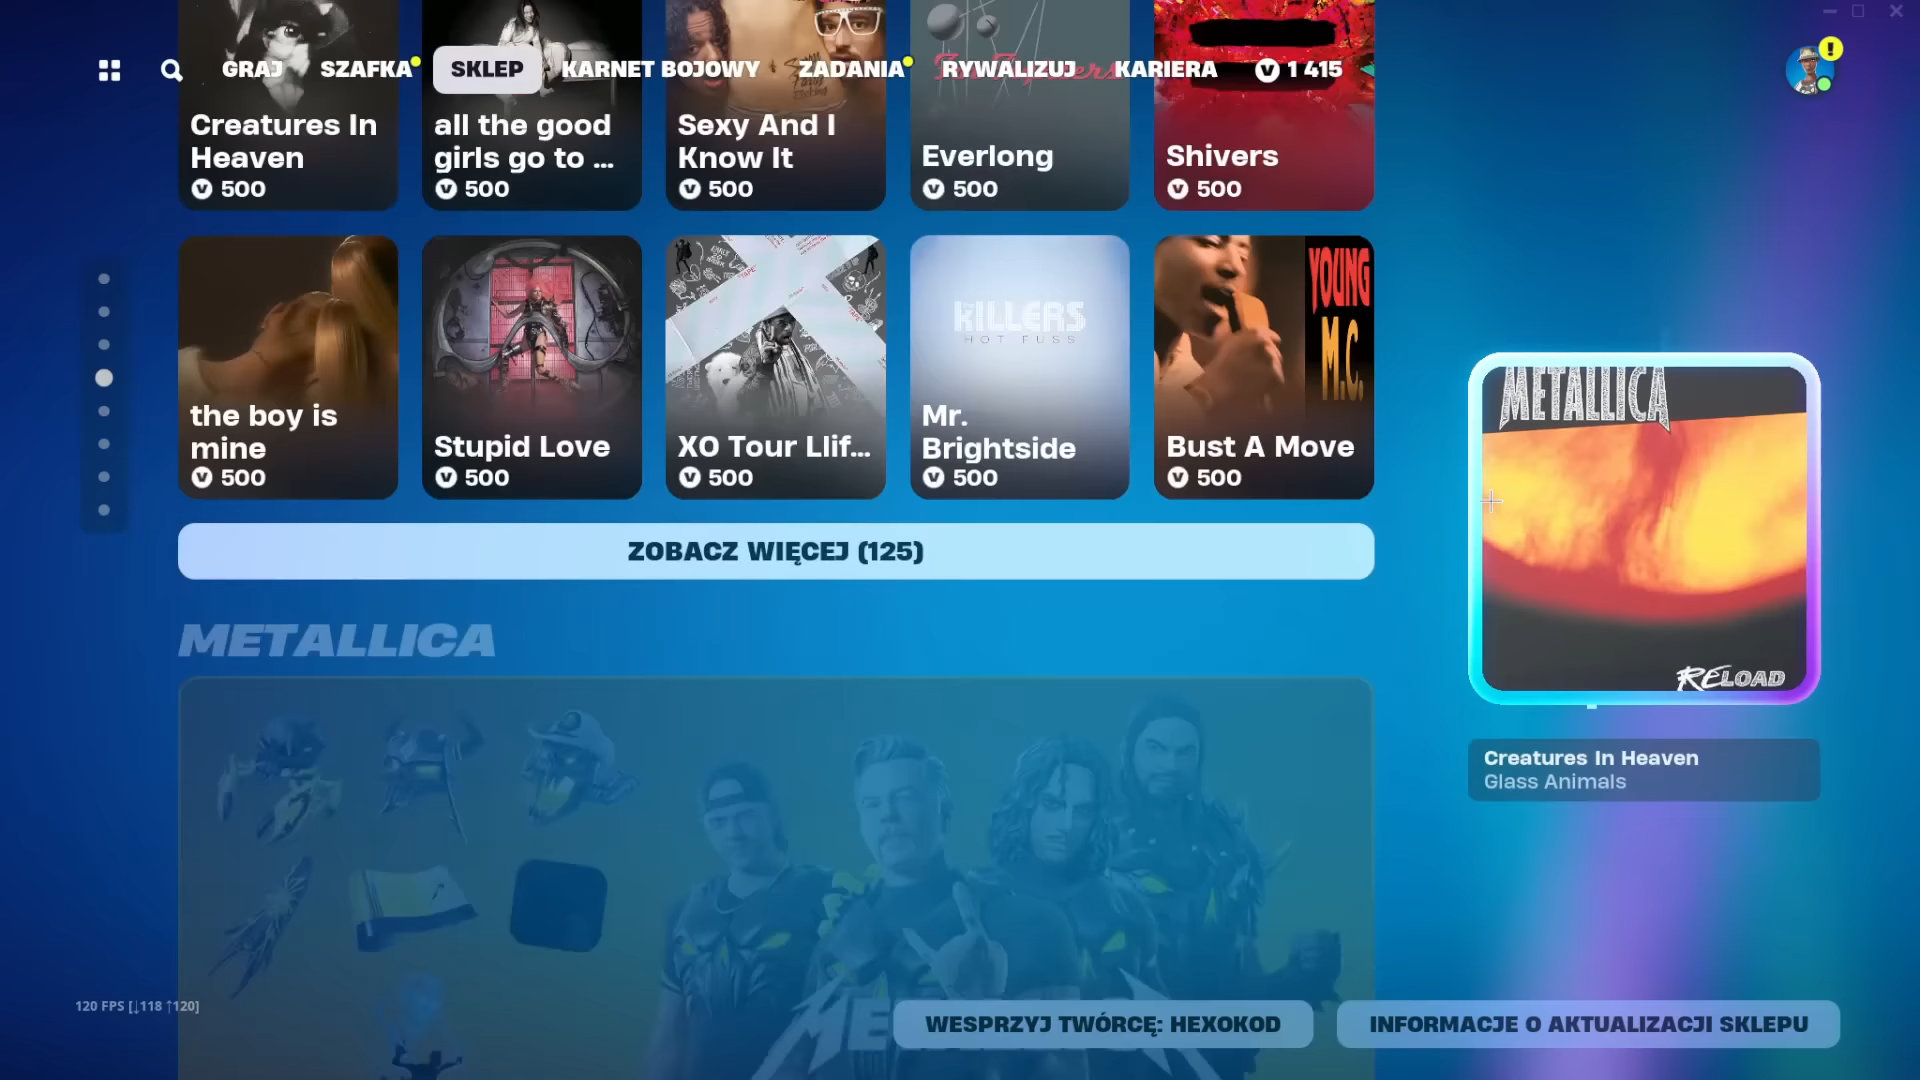 GRAJ SZAFKA SKLEP KARNET BOJOWY ZADANIA RYWALIZUJ KARIERA 1 415
Creatures In
Heaven
500
all the good
girls go to ...
500
Sexy And I
Know It
500
Everlong
500
Shivers
500
the boy is
mine
500
Stupid Love
500
XO Tour Llif...
500
KILLERS
HOT FUSS
Mr.
Brightside
500
YOUNG
M.C.
Bust A Move
500
ZOBACZ WIĘCEJ (125)
METALLICA
METALLICA
RELOAD
Creatures In Heaven
Glass Animals
120 FPS [↓118 ↑120]
WESPRZYJ TWÓRCĘ: HEXOKOD
INFORMACJE O AKTUALIZACJI SKLEPU